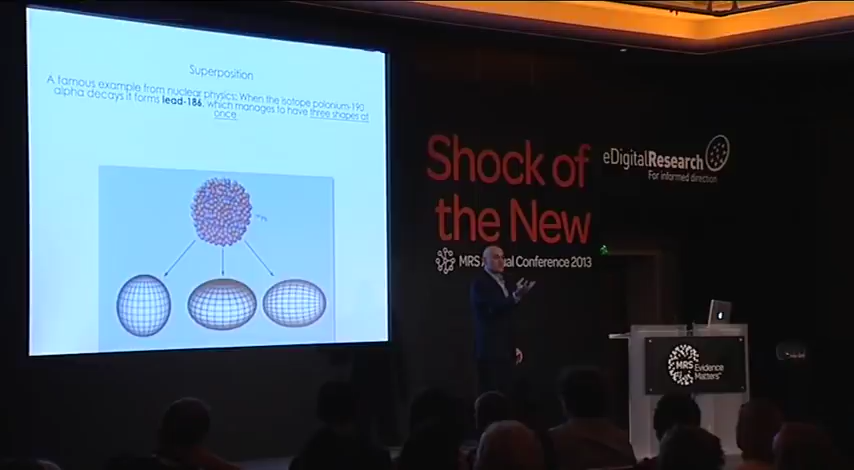 Superposition
A famous example from nuclear physics: When the isotope polonium-190
alpha decays it forms lead-186, which manages to have three shapes at
once.
Shock of
the New
MRS Annual Conference 2013
eDigitalResearch
For informed direction
MRS
Evidence
Matters